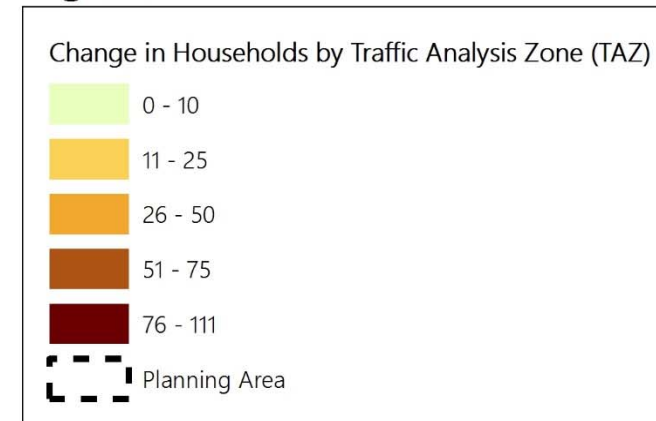 Change in Households by Traffic Analysis Zone (TAZ)
0 - 10
11 - 25
26 - 50
51 - 75
76 - 111
Planning Area